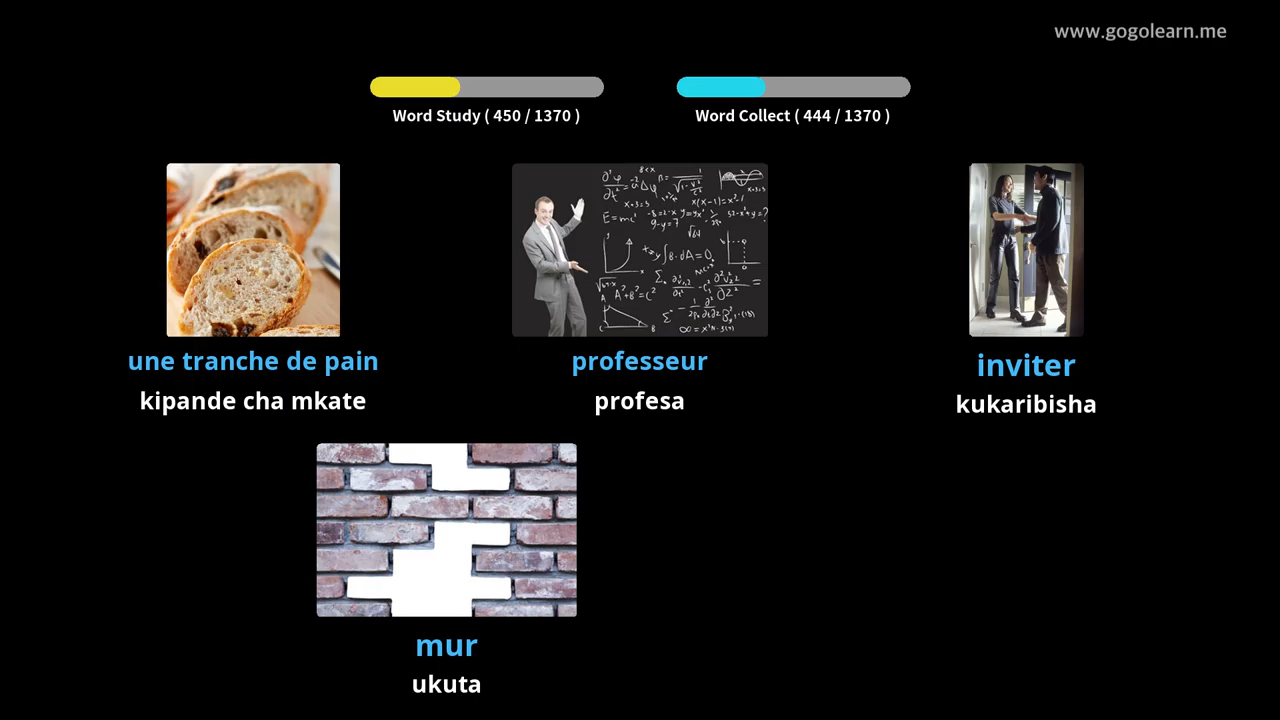 www.gogolearn.me
Word Study ( 450 / 1370 )
Word Collect ( 444 / 1370 )
une tranche de pain
kipande cha mkate
professeur
profesa
inviter
kukaribisha
mur
ukuta